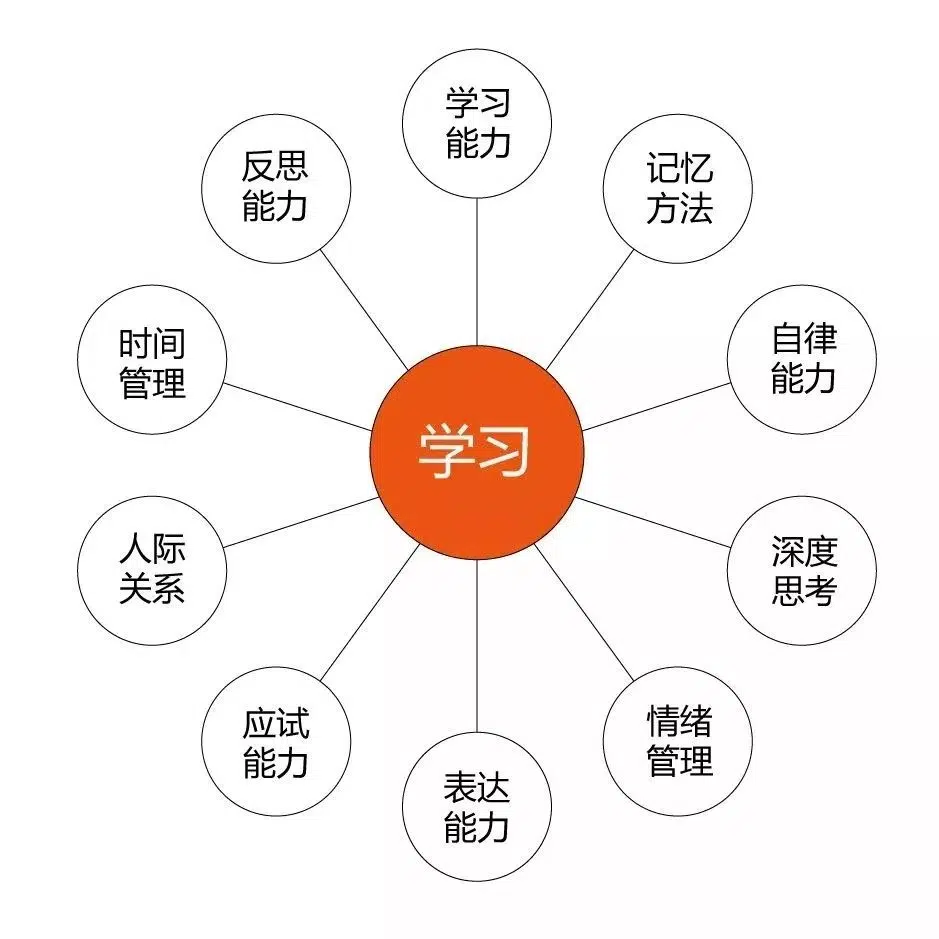 学习
能力
记忆
方法
自律
能力
深度
思考
情绪
管理
表达
能力
应试
能力
人际
关系
时间
管理
反思
能力
学习